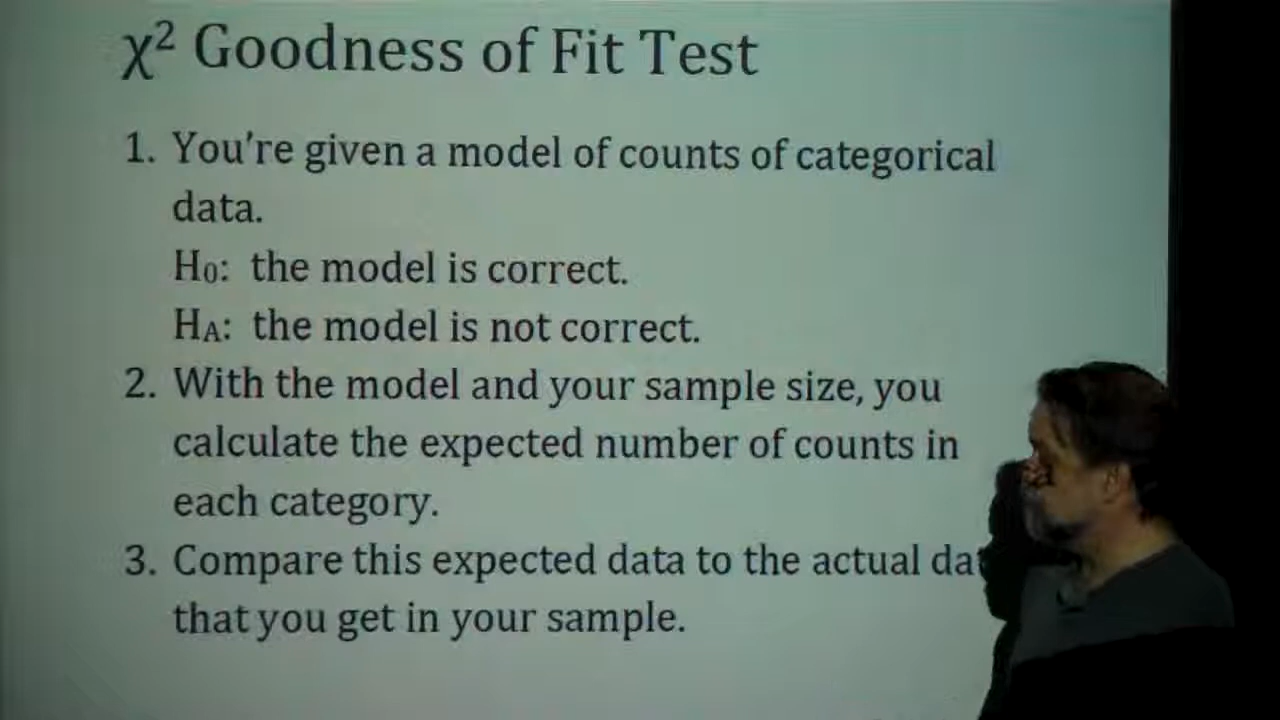 χ² Goodness of Fit Test
1. You're given a model of counts of categorical
data.
H₀: the model is correct.
Hᴀ: the model is not correct.
2. With the model and your sample size, you
calculate the expected number of counts in
each category.
3. Compare this expected data to the actual
that you get in your sample.